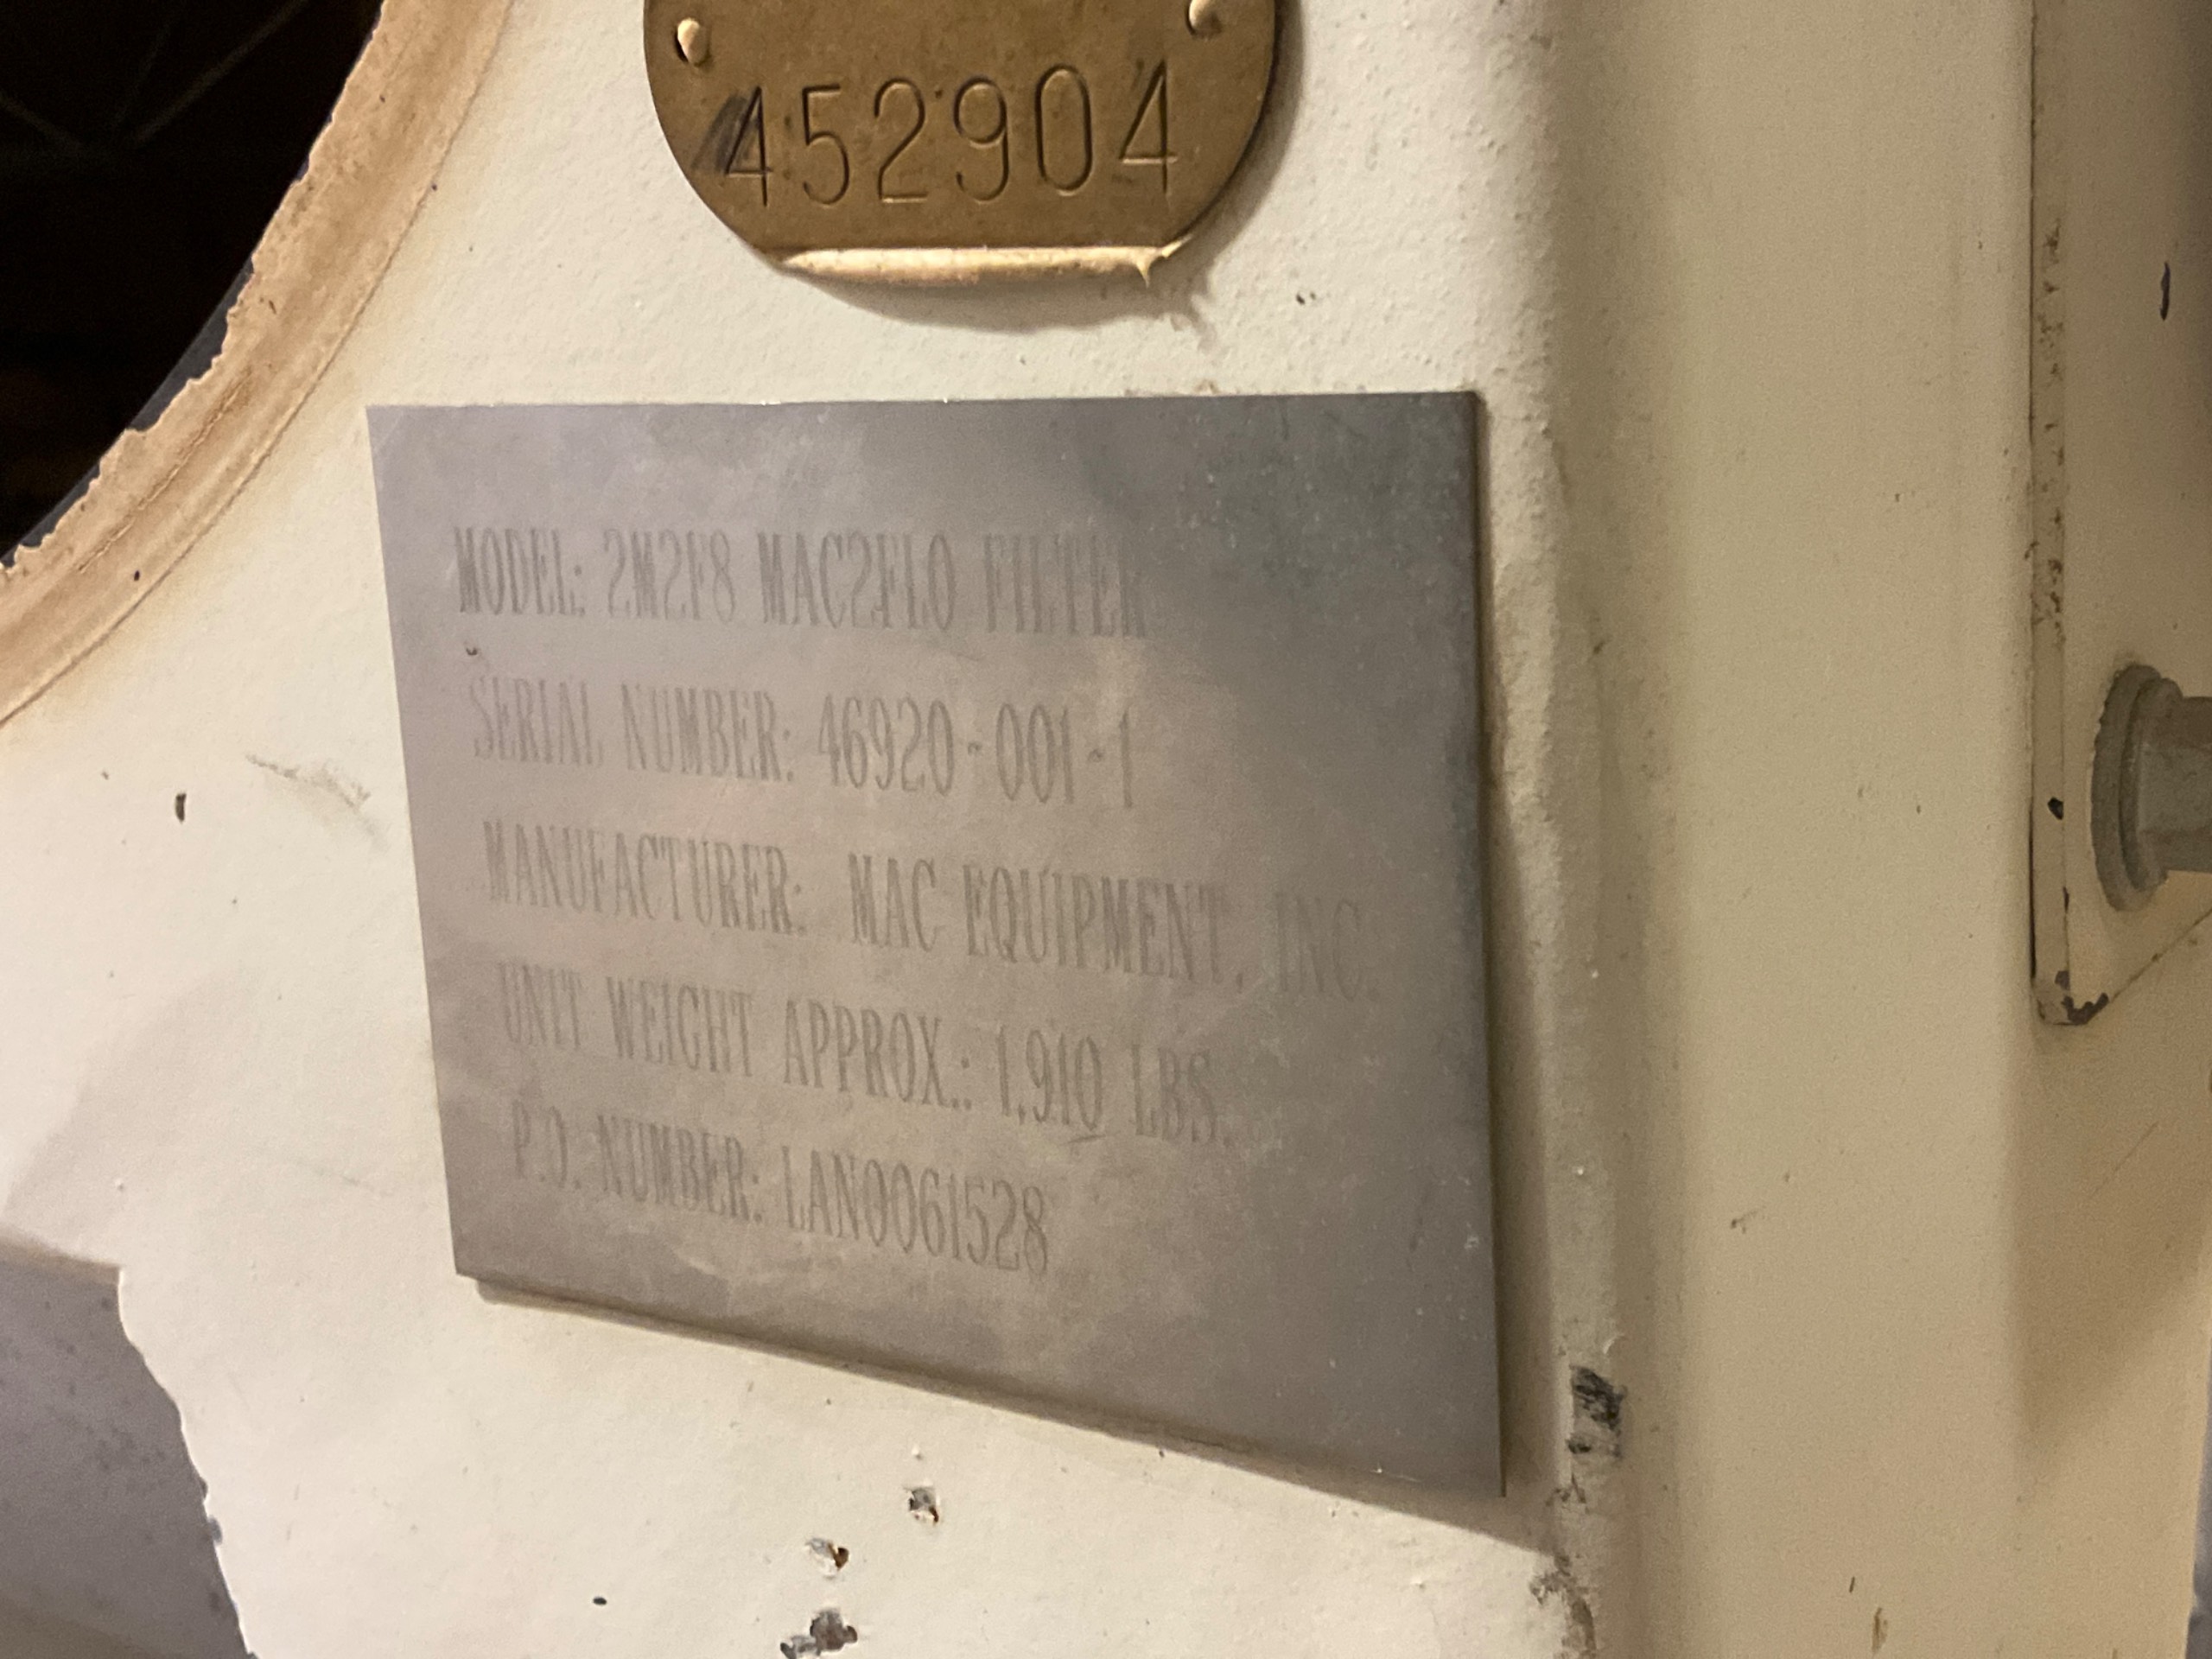 452904
MODEL: 2M2F8 MAC2FLO FILTER
SERIAL NUMBER: 46920-001-1
MANUFACTURER: MAC EQUIPMENT, INC.
UNIT WEIGHT APPROX.: 1,910 LBS.
P.O. NUMBER: LAN0061528